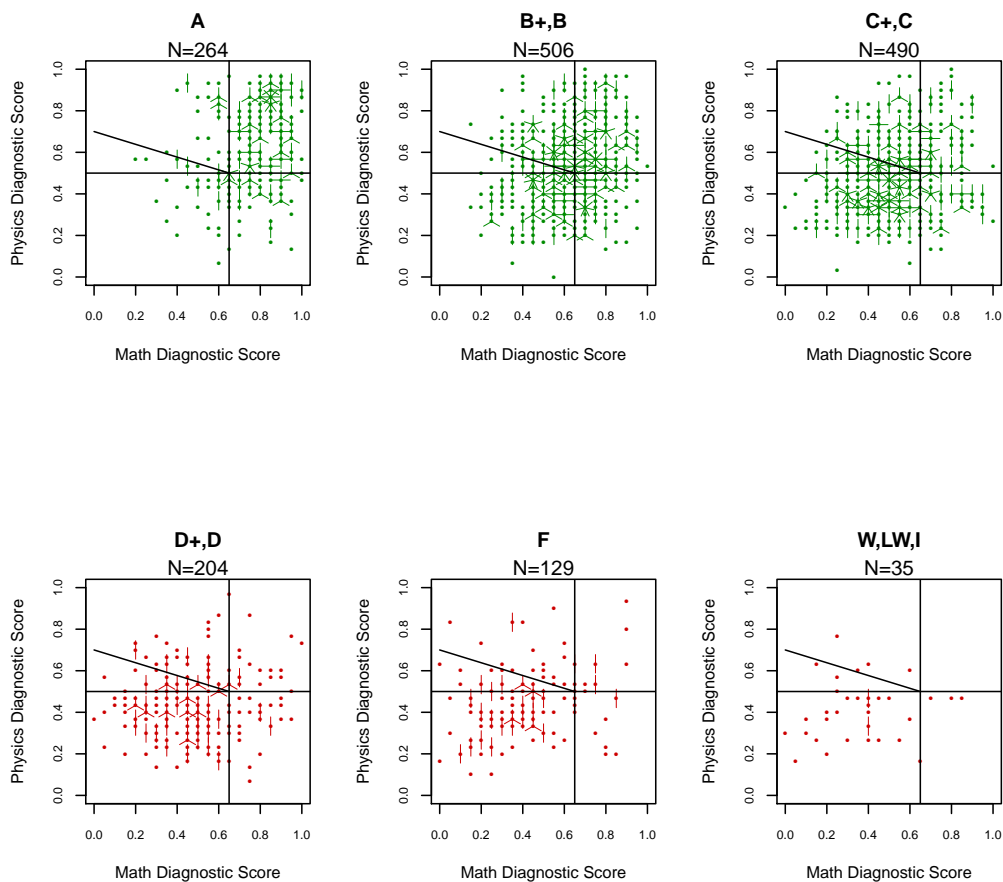 A
N=264
Physics Diagnostic Score
0.0 0.2 0.4 0.6 0.8 1.0
0.0 0.2 0.4 0.6 0.8 1.0
Math Diagnostic Score
B+,B
N=506
Physics Diagnostic Score
0.0 0.2 0.4 0.6 0.8 1.0
0.0 0.2 0.4 0.6 0.8 1.0
Math Diagnostic Score
C+,C
N=490
Physics Diagnostic Score
0.0 0.2 0.4 0.6 0.8 1.0
0.0 0.2 0.4 0.6 0.8 1.0
Math Diagnostic Score
D+,D
N=204
Physics Diagnostic Score
0.0 0.2 0.4 0.6 0.8 1.0
0.0 0.2 0.4 0.6 0.8 1.0
Math Diagnostic Score
F
N=129
Physics Diagnostic Score
0.0 0.2 0.4 0.6 0.8 1.0
0.0 0.2 0.4 0.6 0.8 1.0
Math Diagnostic Score
W,LW,I
N=35
Physics Diagnostic Score
0.0 0.2 0.4 0.6 0.8 1.0
0.0 0.2 0.4 0.6 0.8 1.0
Math Diagnostic Score